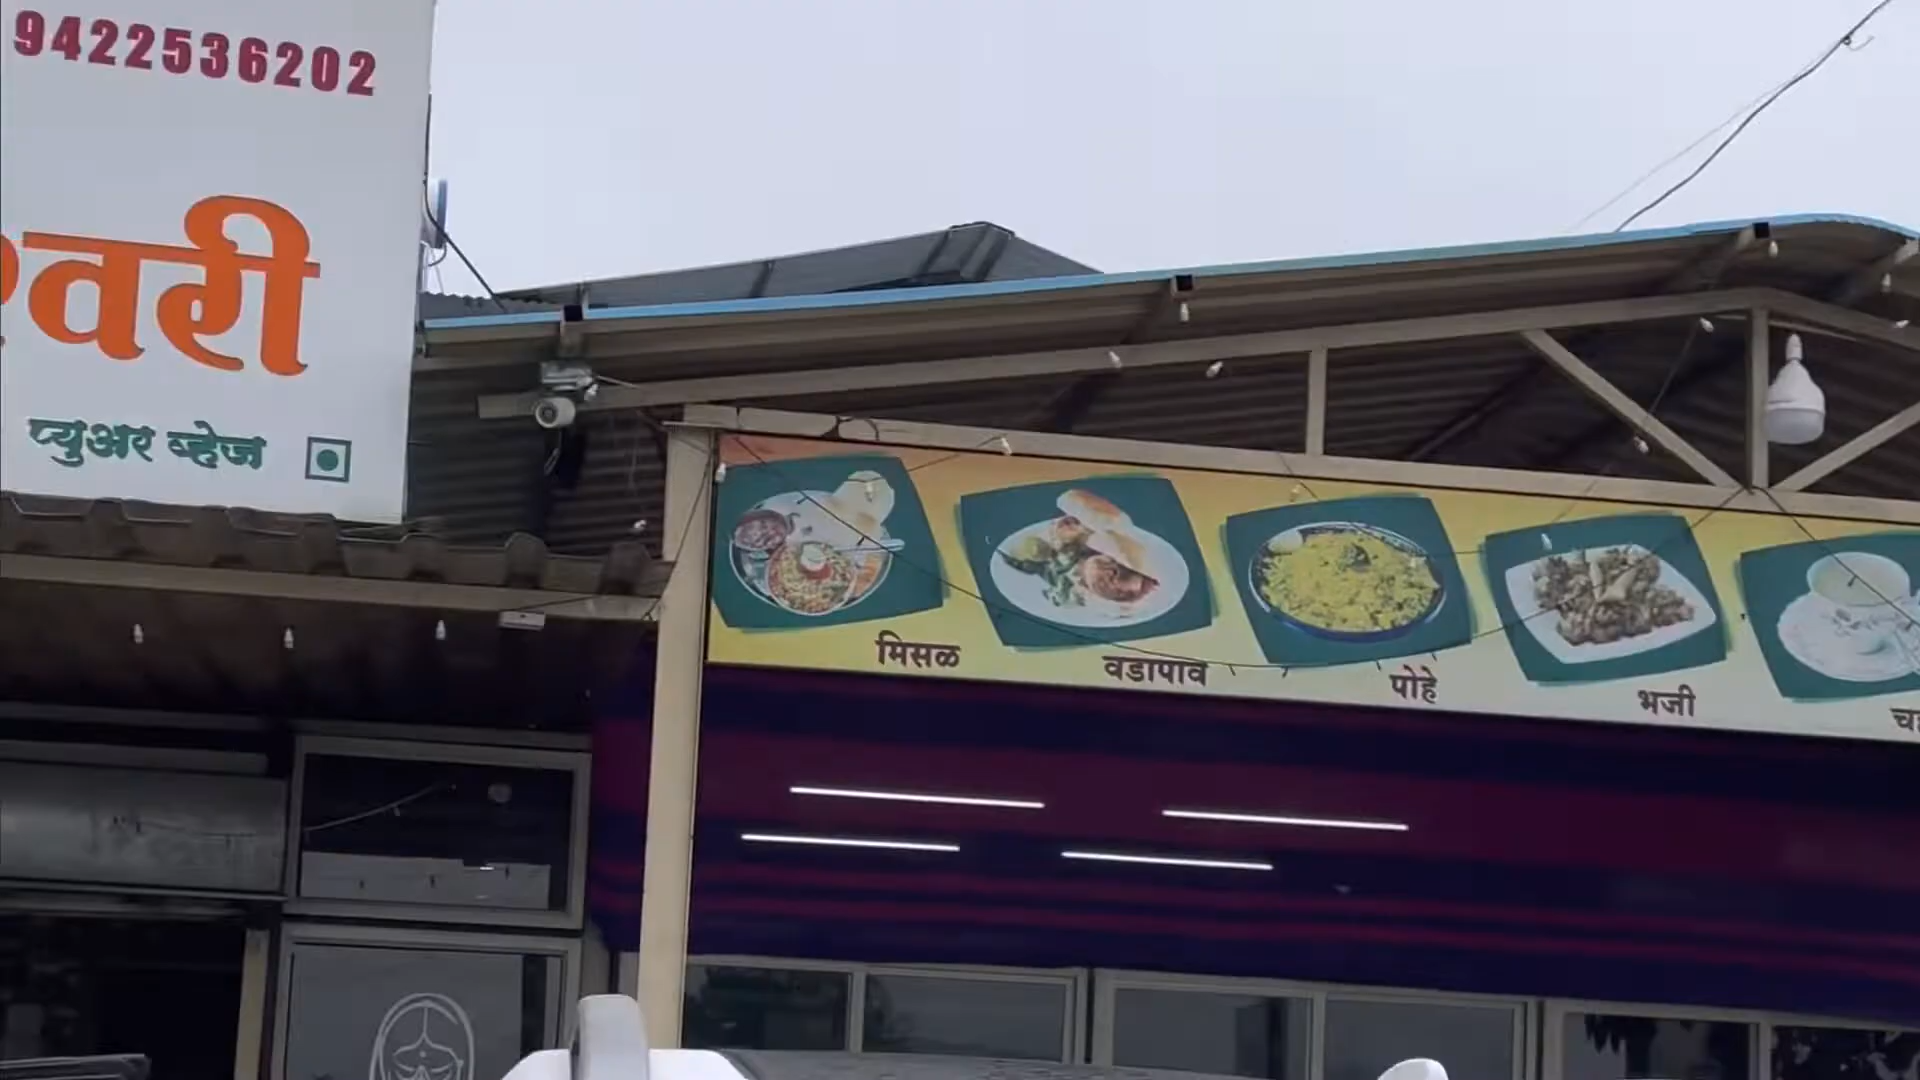 9422536202
श्वरी
प्युअर व्हेज
मिसळ
वडापाव
पोहे
भजी